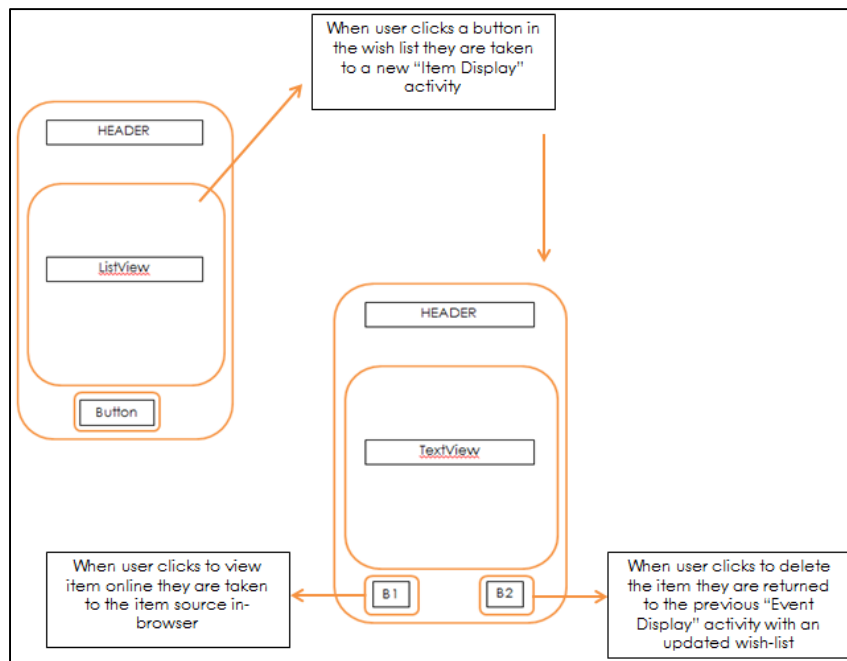 When user clicks a button in
the wish list they are taken
to a new “Item Display”
activity
HEADER
ListView
Button
HEADER
TextView
B1
B2
When user clicks to view
item online they are taken
to the item source in-
browser
When user clicks to delete
the item they are returned
to the previous “Event
Display” activity with an
updated wish-list